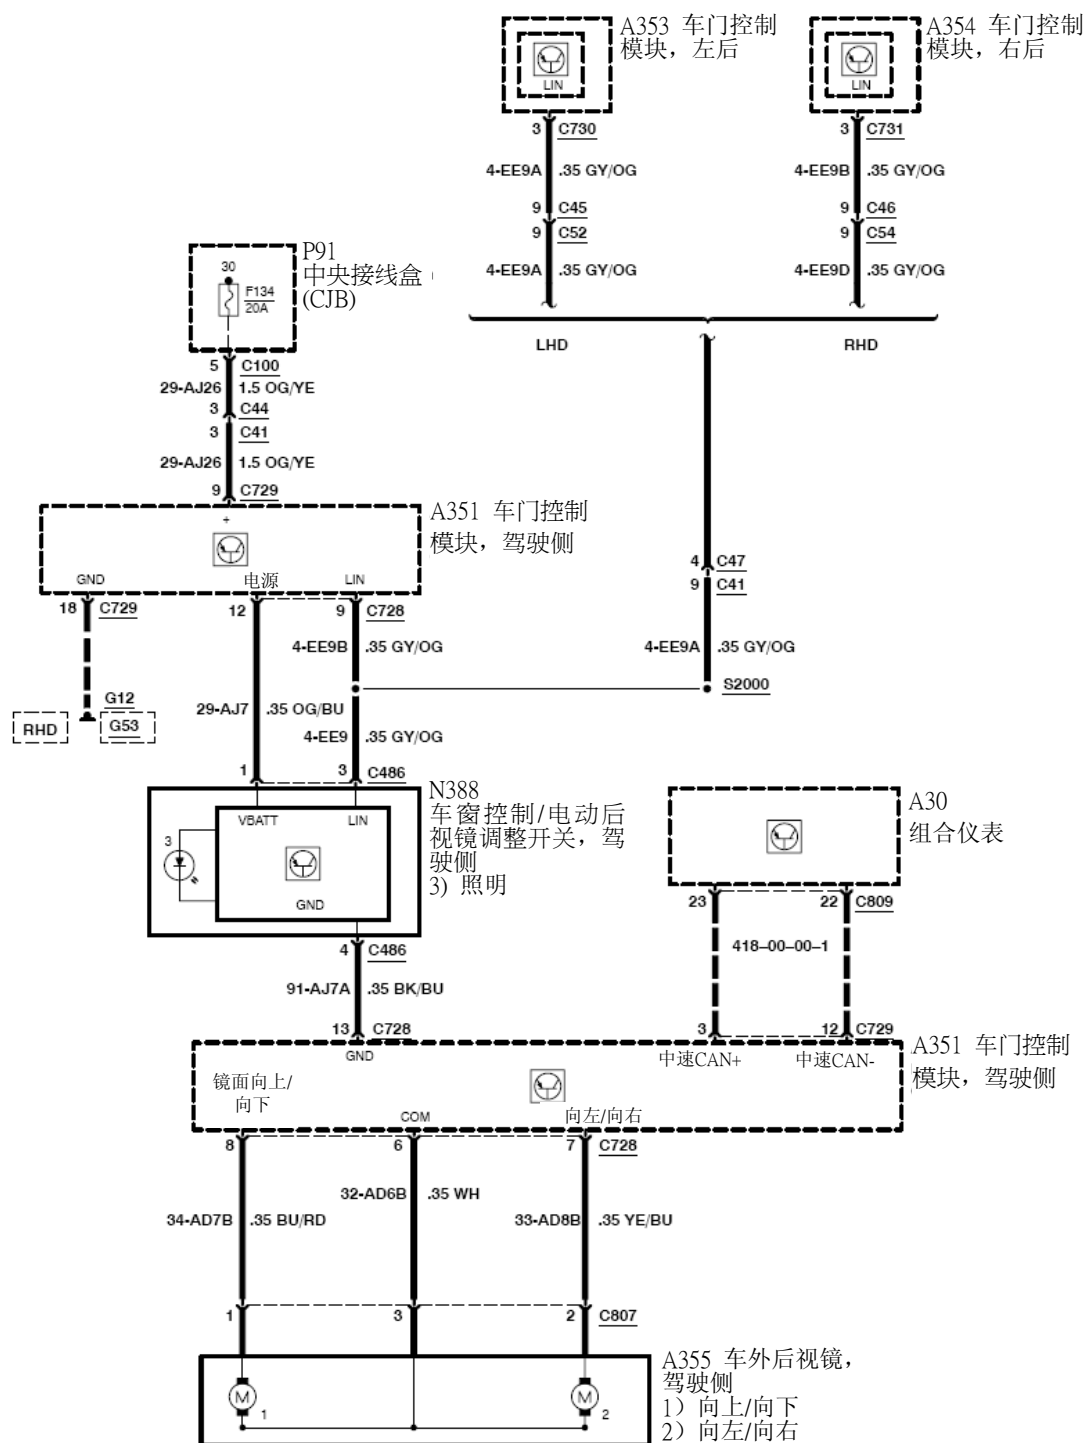 A353 车门控制
模块，左后
LIN
A354 车门控制
模块，右后
LIN
3 C730
3 C731
4-EE9A .35 GY/OG
4-EE9B .35 GY/OG
9 C45
9 C46
9 C52
9 C54
4-EE9A .35 GY/OG
4-EE9D .35 GY/OG
LHD
RHD
P91
中央接线盒
(CJB)
30
F134
20A
5 C100
29-AJ26 1.5 OG/YE
3 C44
3 C41
29-AJ26 1.5 OG/YE
9 C729
A351 车门控制
模块，驾驶侧
+
GND
电源
LIN
18 C729
12
9 C728
4 C47
9 C41
4-EE9B .35 GY/OG
4-EE9A .35 GY/OG
S2000
G12
RHD
G53
29-AJ7 .35 OG/BU
4-EE9 .35 GY/OG
1
3 C486
N388
车窗控制/电动后
视镜调整开关，驾
驶侧
3) 照明
VBATT
LIN
3
GND
A30
组合仪表
4 C486
23
22 C809
418-00-00-1
91-AJ7A .35 BK/BU
13 C728
3
12 C729
A351 车门控制
模块，驾驶侧
GND
中速CAN+
中速CAN-
镜面向上/
向下
COM
向左/向右
8
6
7 C728
32-AD6B .35 WH
34-AD7B .35 BU/RD
33-AD8B .35 YE/BU
1
3
2 C807
A355 车外后视镜，
驾驶侧
1）向上/向下
2）向左/向右
M
1
M
2